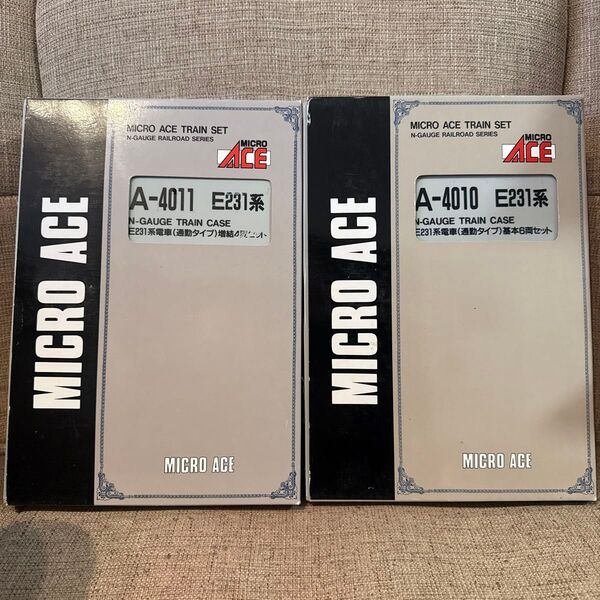 MICRO ACE
MICRO ACE TRAIN SET
N-GAUGE RAILROAD SERIES
MICRO
ACE
A-4011 E231系
N-GAUGE TRAIN CASE
E231系電車(通勤タイプ)増結4両セット
MICRO ACE
MICRO ACE
MICRO ACE TRAIN SET
N-GAUGE RAILROAD SERIES
MICRO
ACE
A-4010 E231系
N-GAUGE TRAIN CASE
E231系電車(通勤タイプ)基本6両セット
MICRO ACE